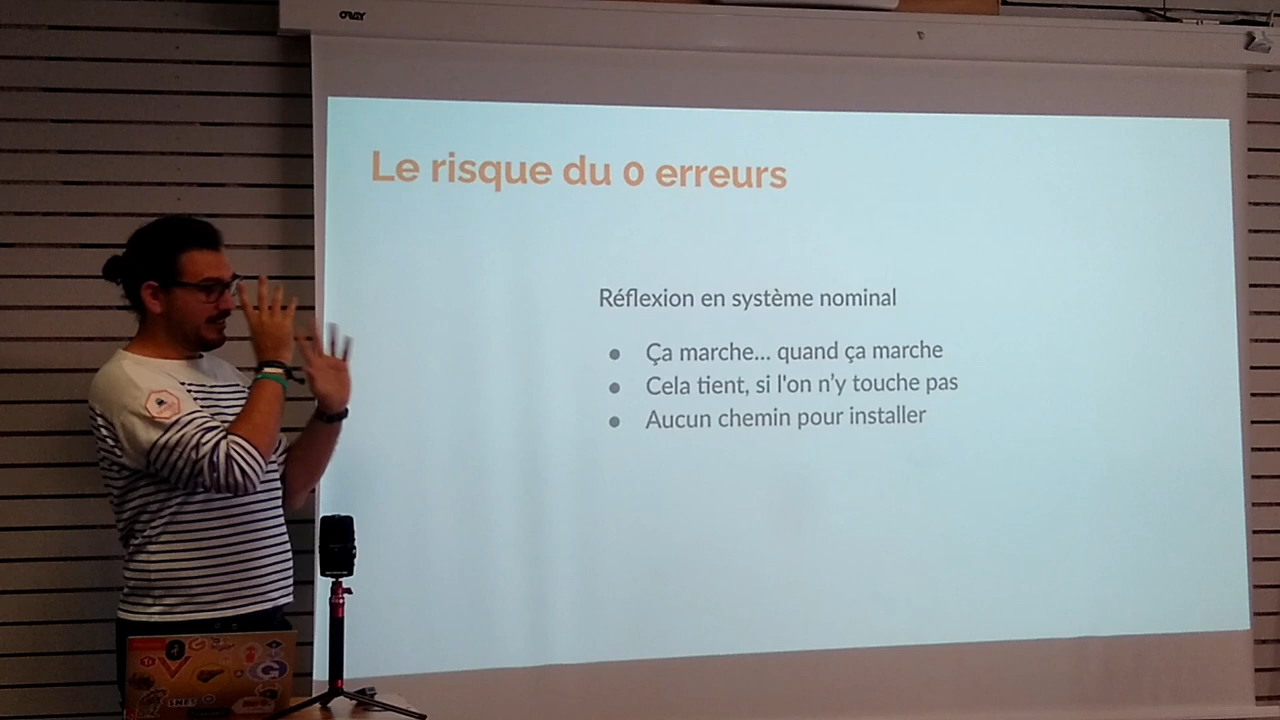 ORAY
Le risque du 0 erreurs
Réflexion en système nominal
● Ça marche... quand ça marche
● Cela tient, si l'on n'y touche pas
● Aucun chemin pour installer